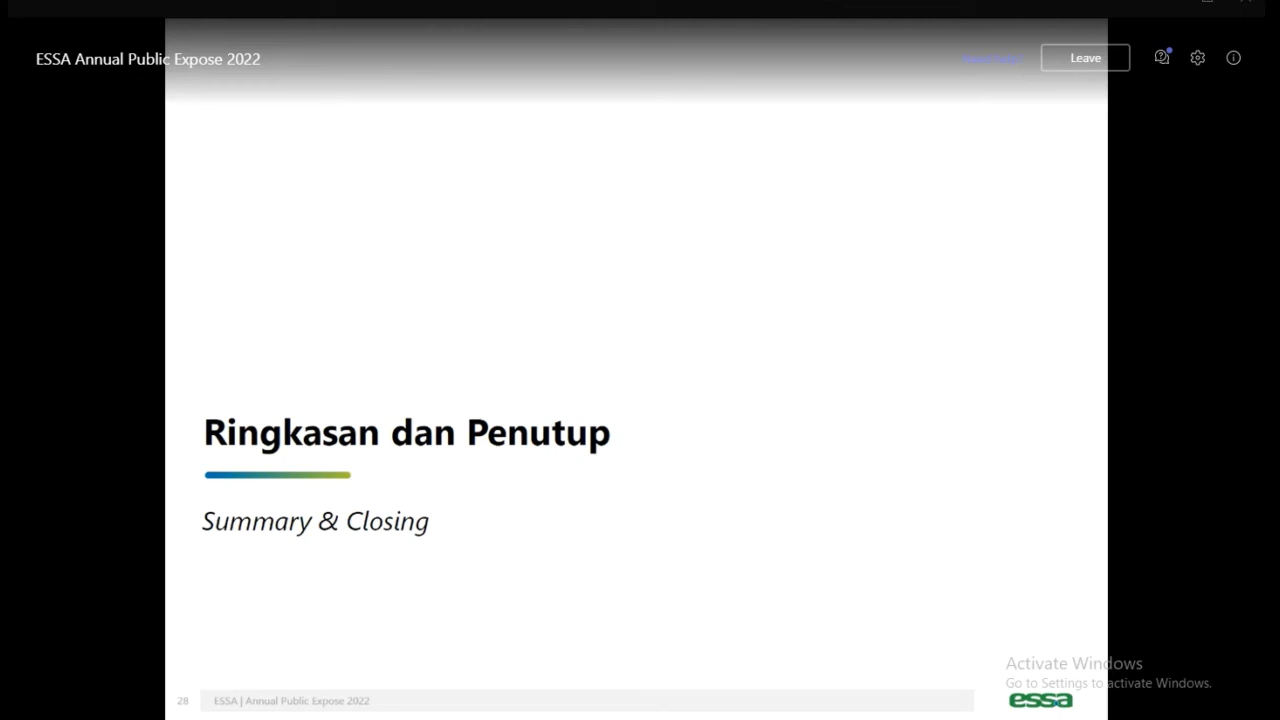 ESSA Annual Public Expose 2022
Leave
Ringkasan dan Penutup
Summary & Closing
Activate Windows
Go to Settings to activate Windows.
28
ESSA | Annual Public Expose 2022
essa